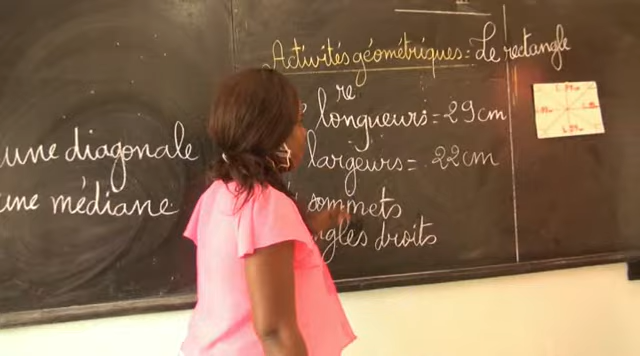 Activités géométriques : Le rectangle
re
longueurs = 29 cm
une diagonale
largeurs = 22 cm
une médiane
sommets
angles droits